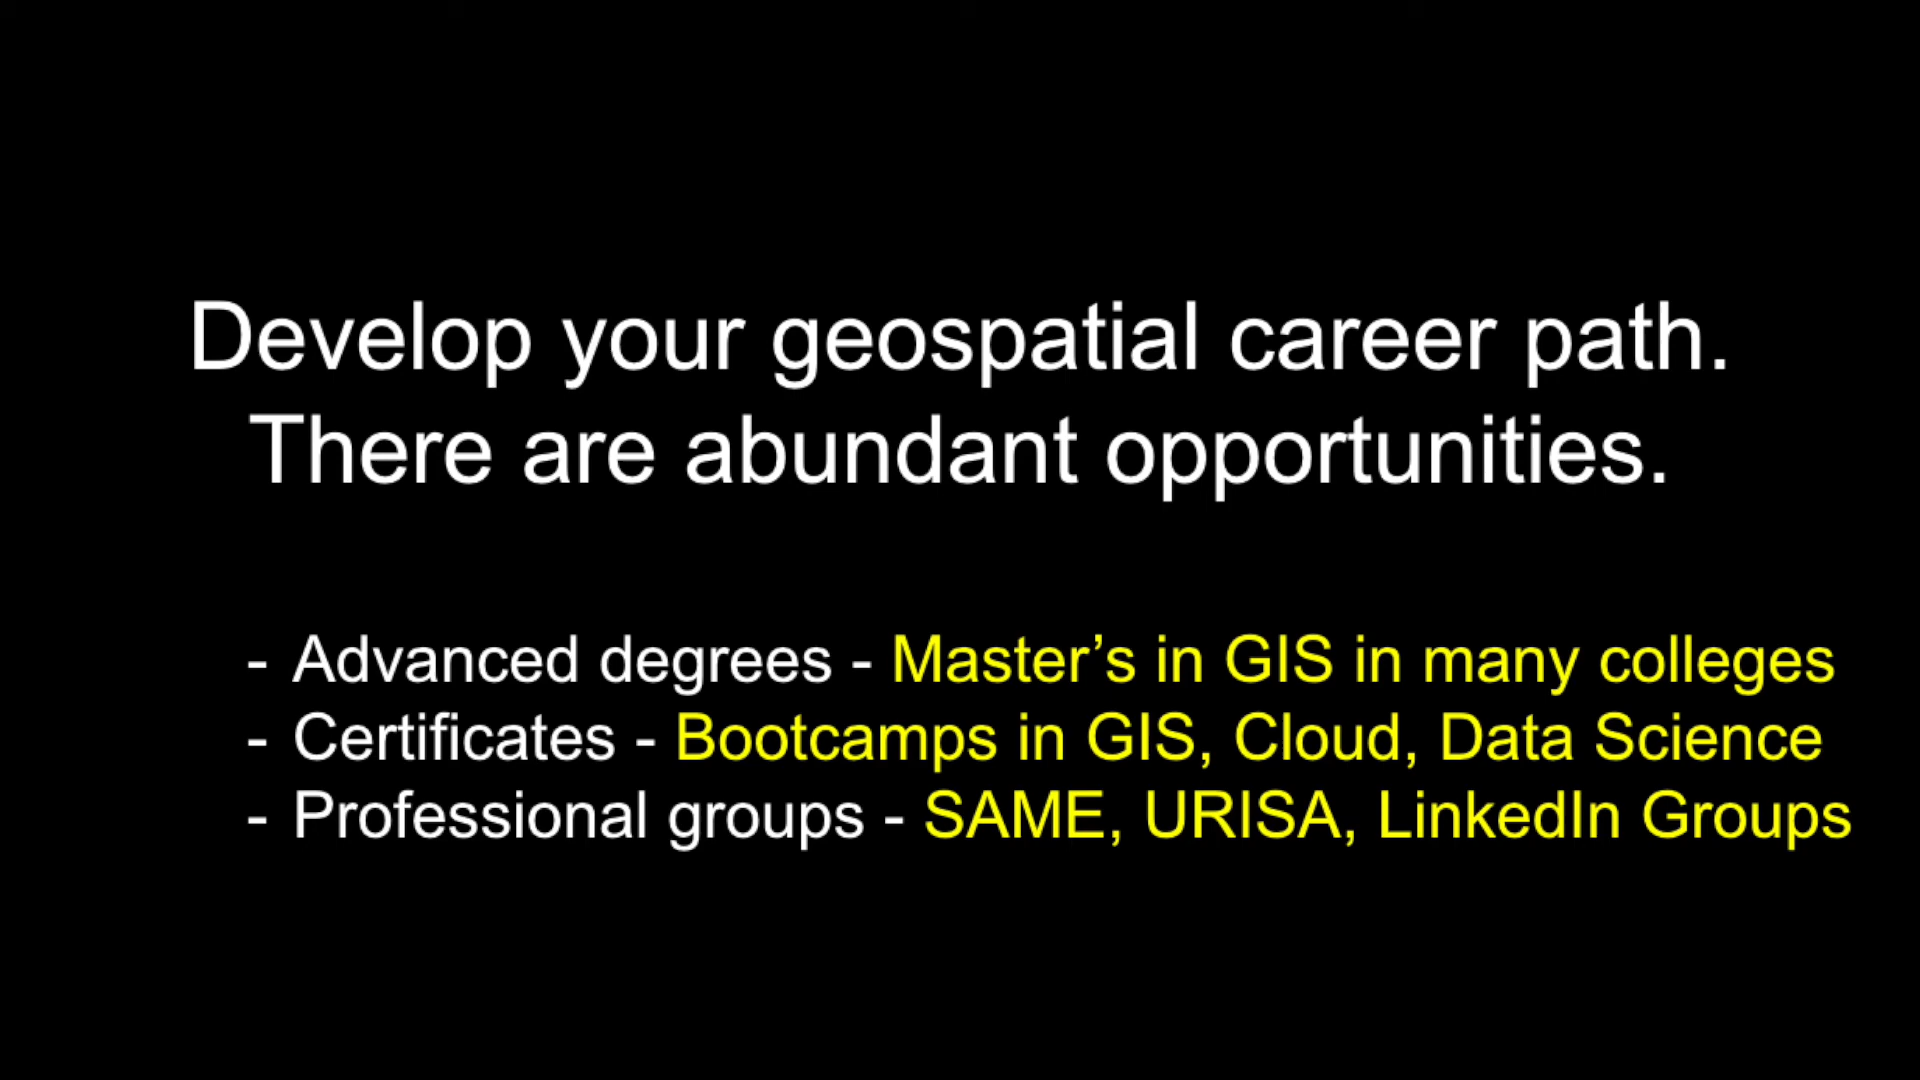 Develop your geospatial career path.
There are abundant opportunities.
- Advanced degrees - Master’s in GIS in many colleges
- Certificates - Bootcamps in GIS, Cloud, Data Science
- Professional groups - SAME, URISA, LinkedIn Groups